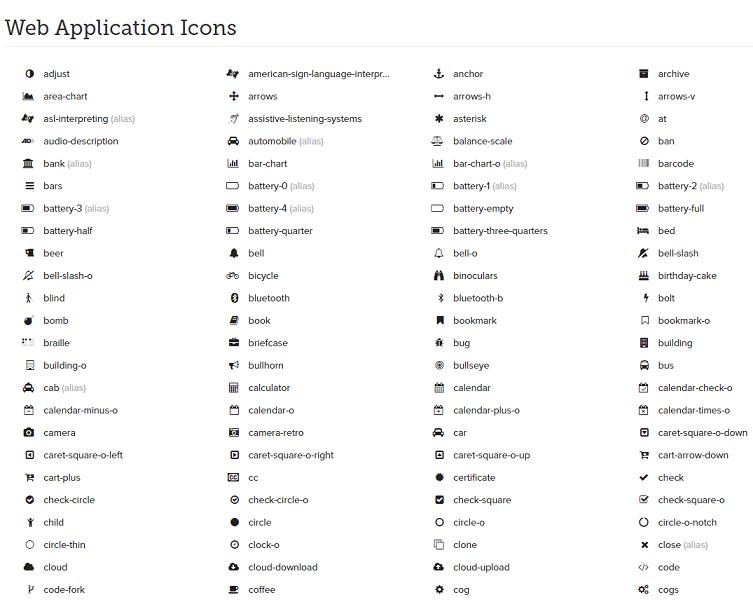 Web Application Icons
adjust american-sign-language-interpr... anchor archive
area-chart arrows arrows-h arrows-v
asl-interpreting (alias) assistive-listening-systems asterisk at
audio-description automobile (alias) balance-scale ban
bank (alias) bar-chart bar-chart-o (alias) barcode
bars battery-0 (alias) battery-1 (alias) battery-2 (alias)
battery-3 (alias) battery-4 (alias) battery-empty battery-full
battery-half battery-quarter battery-three-quarters bed
beer bell bell-o bell-slash
bell-slash-o bicycle binoculars birthday-cake
blind bluetooth bluetooth-b bolt
bomb book bookmark bookmark-o
braille briefcase bug building
building-o bullhorn bullseye bus
cab (alias) calculator calendar calendar-check-o
calendar-minus-o calendar-o calendar-plus-o calendar-times-o
camera camera-retro car caret-square-o-down
caret-square-o-left caret-square-o-right caret-square-o-up cart-arrow-down
cart-plus cc certificate check
check-circle check-circle-o check-square check-square-o
child circle circle-o circle-o-notch
circle-thin clock-o clone close (alias)
cloud cloud-download cloud-upload code
code-fork coffee cog cogs